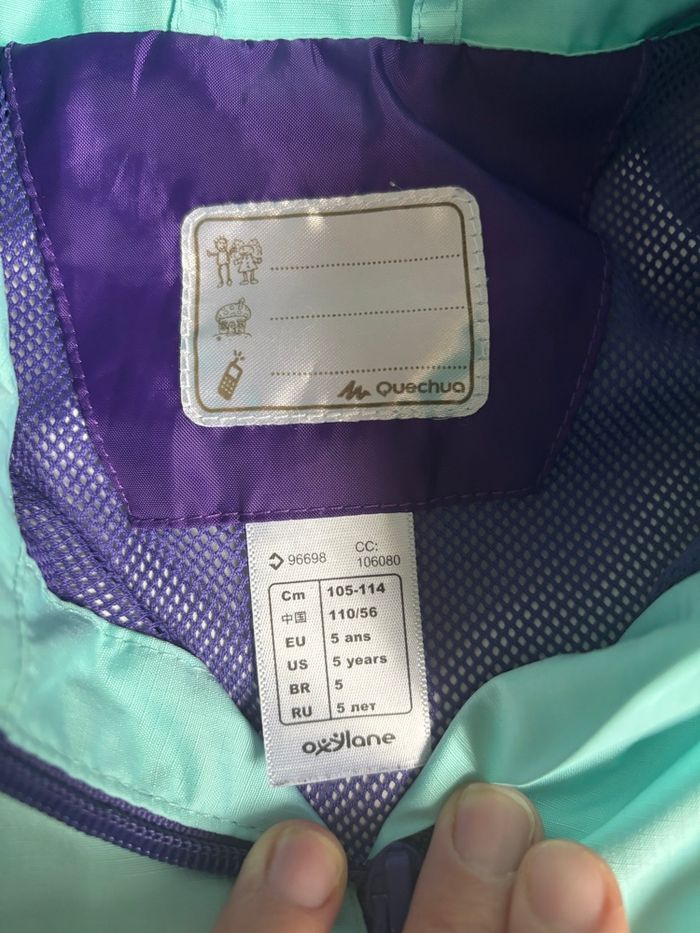 Quechua
96698 CC:
106080
Cm 105-114
中国 110/56
EU 5 ans
US 5 years
BR 5
RU 5 лет
oxylane